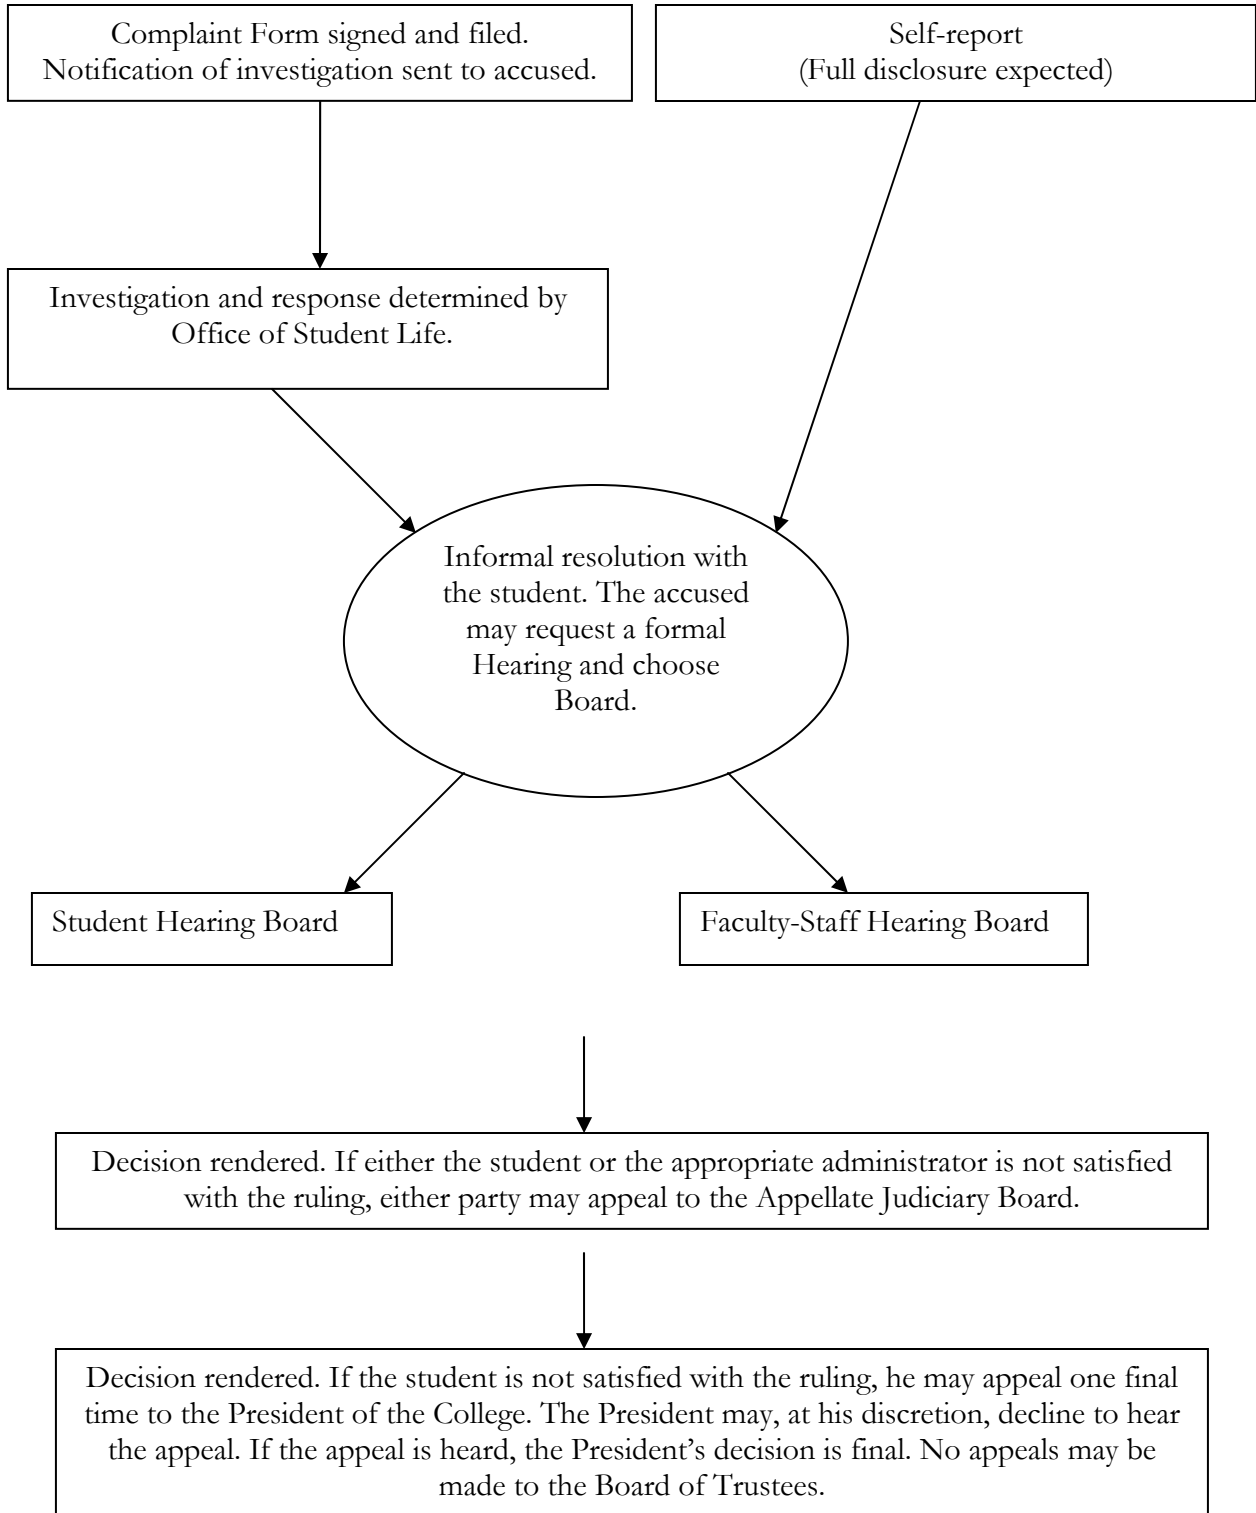 Complaint Form signed and filed.
Notification of investigation sent to accused.
Self-report
(Full disclosure expected)
Investigation and response determined by
Office of Student Life.
Informal resolution with
the student. The accused
may request a formal
Hearing and choose
Board.
Student Hearing Board
Faculty-Staff Hearing Board
Decision rendered. If either the student or the appropriate administrator is not satisfied
with the ruling, either party may appeal to the Appellate Judiciary Board.
Decision rendered. If the student is not satisfied with the ruling, he may appeal one final
time to the President of the College. The President may, at his discretion, decline to hear
the appeal. If the appeal is heard, the President’s decision is final. No appeals may be
made to the Board of Trustees.